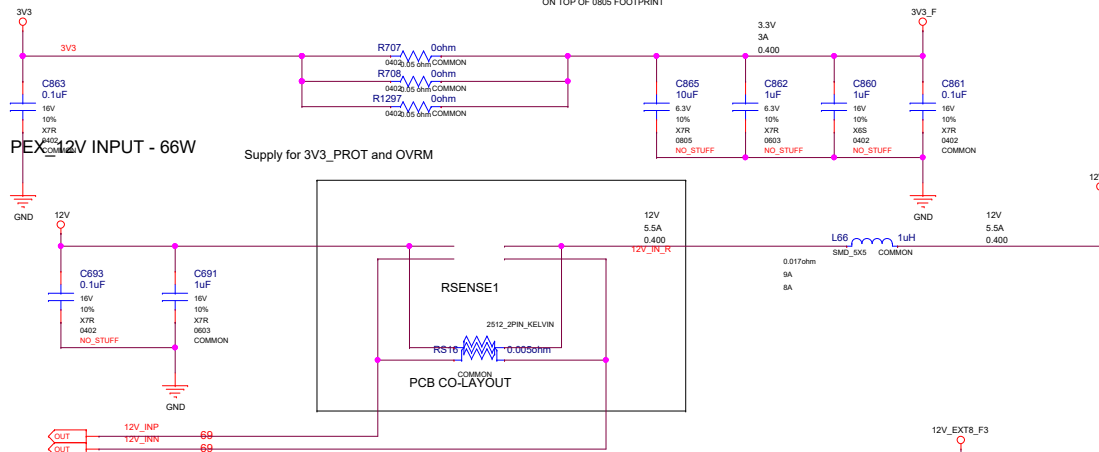 ON TOP OF 0805 FOOTPRINT
3V3
3V3_F
3V3
3.3V
3A
0.400
R707 0ohm
0402 0.05 ohm COMMON
R708 0ohm
0402 0.05 ohm COMMON
R1297 0ohm
0402 0.05 ohm COMMON
C863
0.1uF
16V
10%
X7R
0402
COMMON
C865
10uF
6.3V
10%
X7R
0805
NO_STUFF
C862
1uF
6.3V
10%
X7R
0603
NO_STUFF
C860
1uF
16V
10%
X6S
0402
NO_STUFF
C861
0.1uF
16V
10%
X7R
0402
COMMON
PEX_12V INPUT - 66W
Supply for 3V3_PROT and OVRM
GND
GND
12V
12V
5.5A
0.400
12V_IN_R
L66 1uH
SMD_5X5 COMMON
0.017ohm
9A
8A
12V
5.5A
0.400
12
C693
0.1uF
16V
10%
X7R
0402
NO_STUFF
C691
1uF
16V
10%
X7R
0603
COMMON
GND
RSENSE1
2512_2PIN_KELVIN
RS16 0.005ohm
COMMON
PCB CO-LAYOUT
OUT 12V_INP 69
OUT 12V_INN 69
12V_EXT8_F3